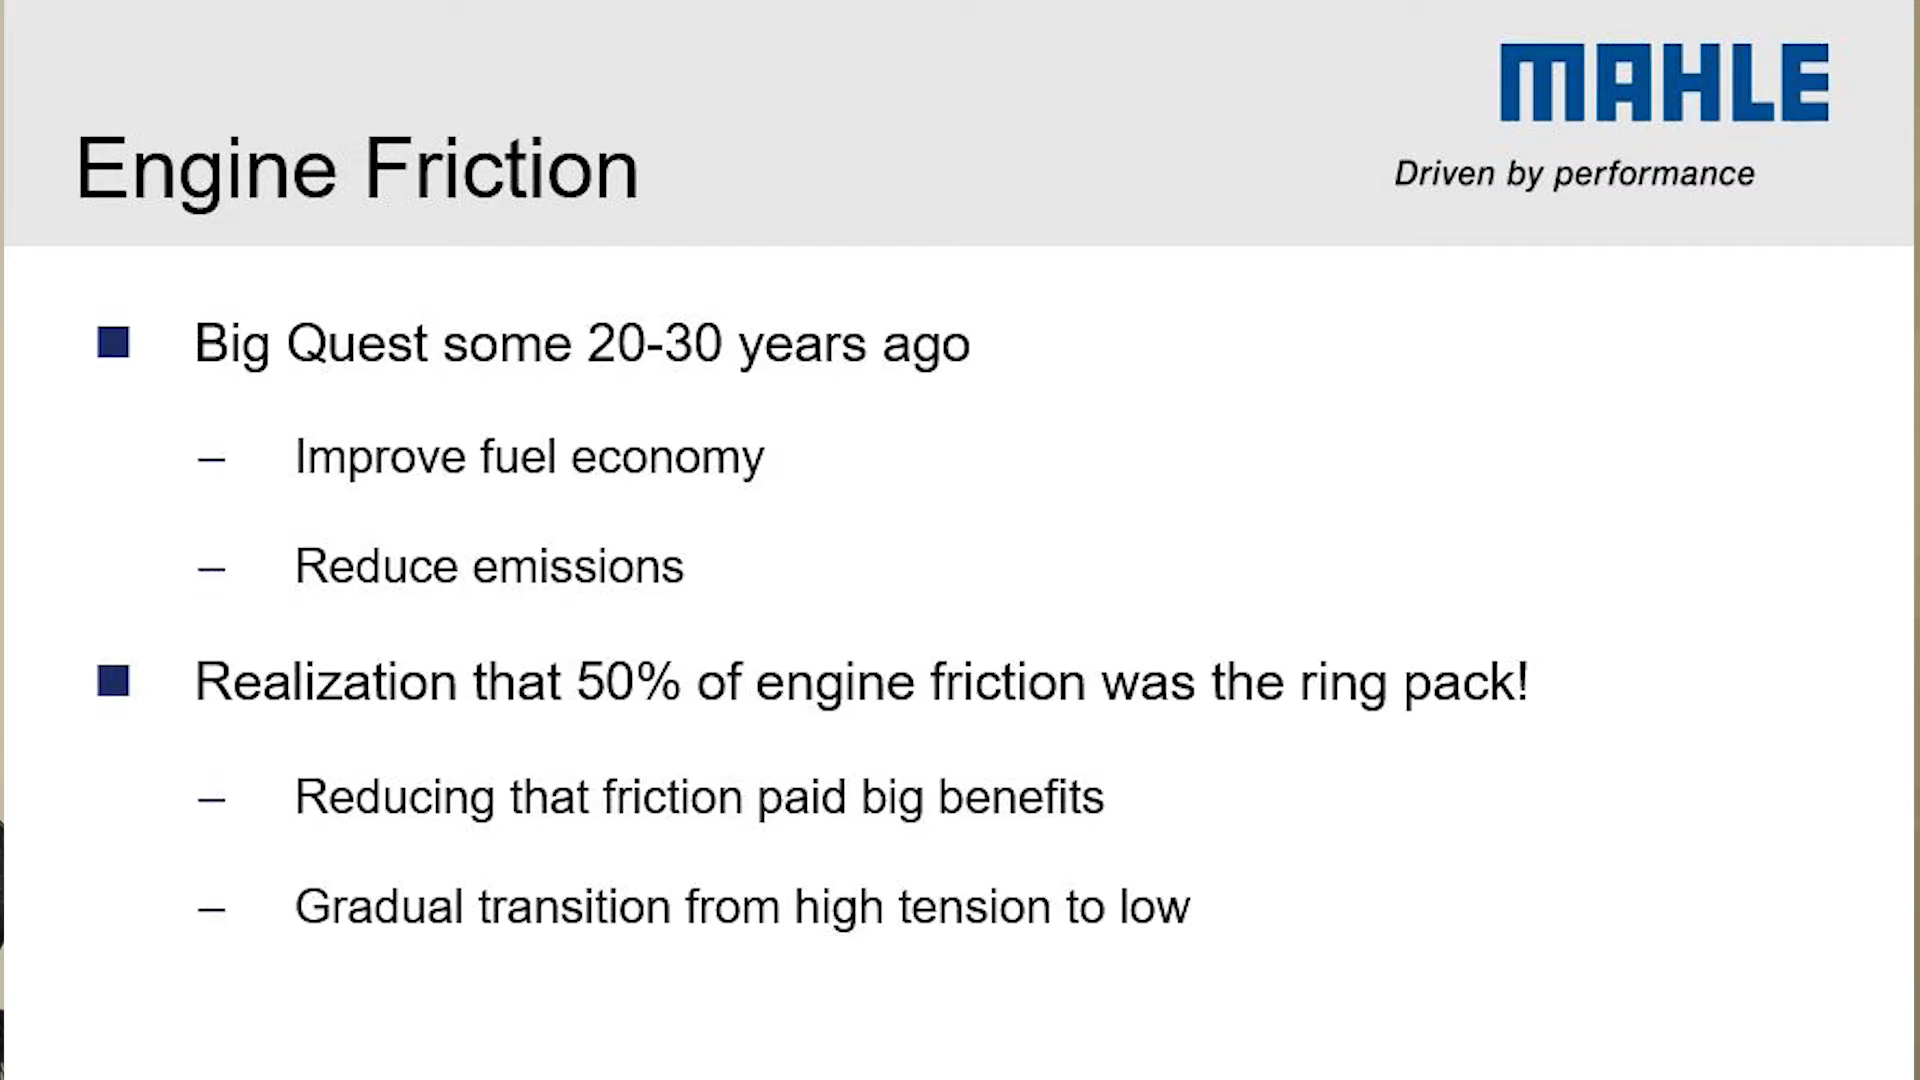 MAHLE
Driven by performance
Engine Friction
Big Quest some 20-30 years ago
– Improve fuel economy
– Reduce emissions
Realization that 50% of engine friction was the ring pack!
– Reducing that friction paid big benefits
– Gradual transition from high tension to low